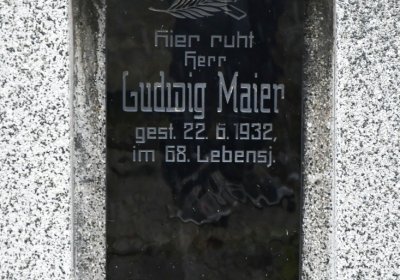 Hier ruht
Herr
Ludwig Maier
gest. 22. 6. 1932,
im 68. Lebensj.